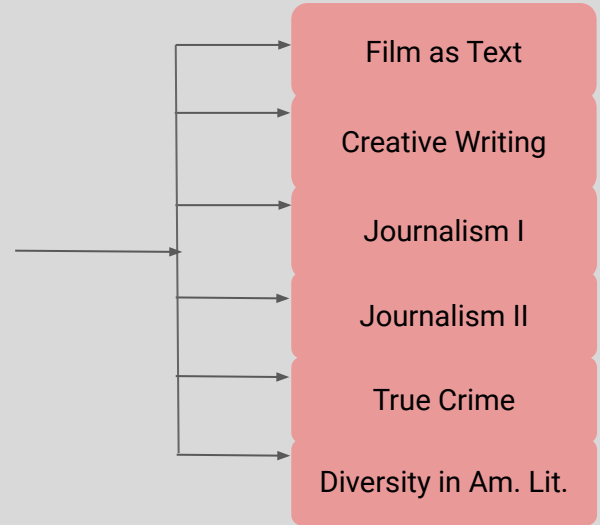 Film as Text
Creative Writing
Journalism I
Journalism II
True Crime
Diversity in Am. Lit.